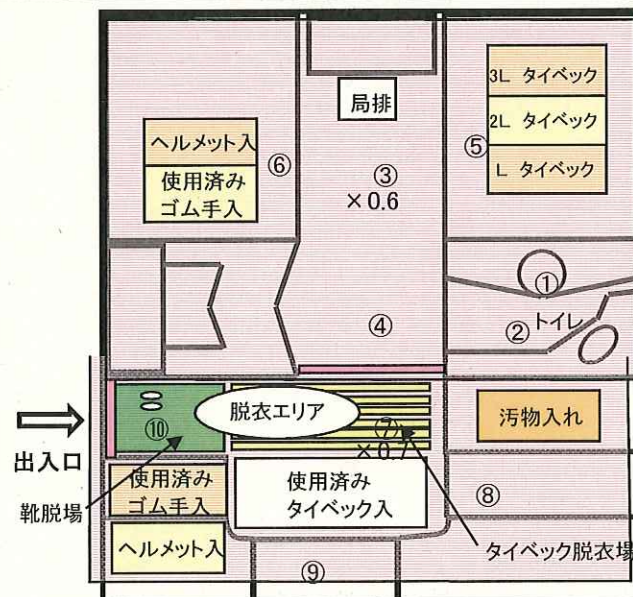 局排
3L タイベック
2L タイベック
L タイベック
⑤
ヘルメット入
使用済み
ゴム手入
⑥
③
×0.6
①
④
② トイレ
脱衣エリア
⑩
⑦
×0.7
汚物入れ
出入口
靴脱場
使用済み
ゴム手入
使用済み
タイベック入
⑧
ヘルメット入
タイベック脱衣場
⑨